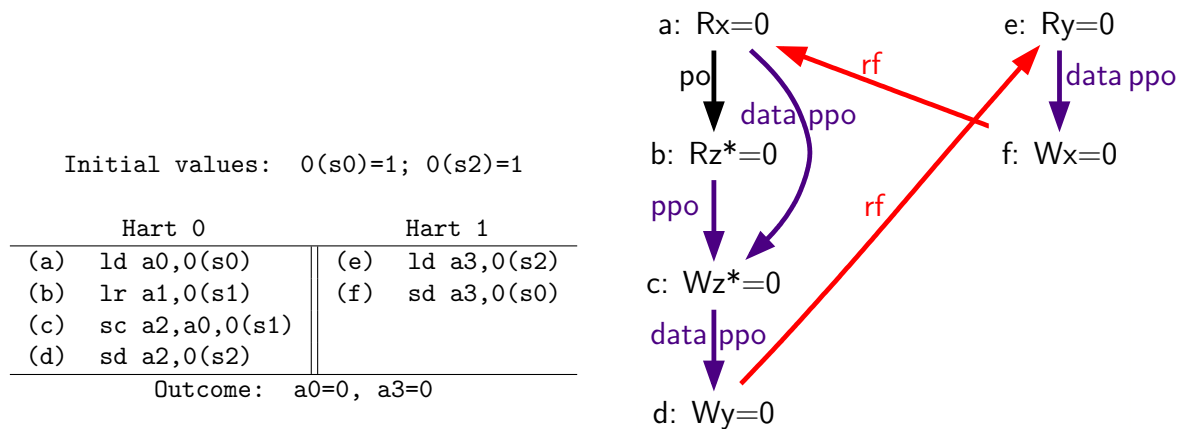 Initial values: 0(s0)=1; 0(s2)=1
Hart 0 Hart 1
(a) ld a0,0(s0) (e) ld a3,0(s2)
(b) lr a1,0(s1) (f) sd a3,0(s0)
(c) sc a2,a0,0(s1)
(d) sd a2,0(s2)
Outcome: a0=0, a3=0
a: Rx=0 e: Ry=0
po rf data ppo
data ppo
b: Rz*=0 f: Wx=0
ppo rf
c: Wz*=0
data ppo
d: Wy=0